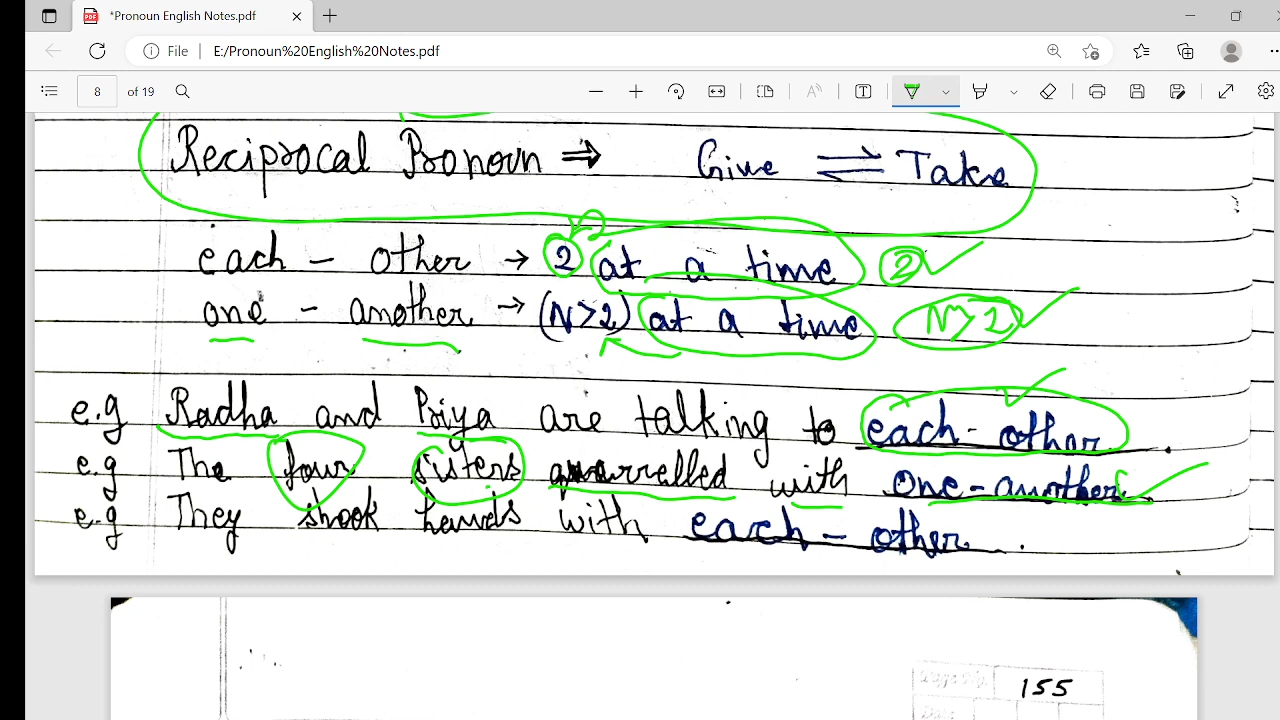 *Pronoun English Notes.pdf
File | E:/Pronoun%20English%20Notes.pdf
8 of 19
Reciprocal Pronoun ⇒ Give ⇌ Take
each - other → 2 at a time 2 ✓
one - another → (N>2) at a time N>2 ✓
e.g Radha and Priya are talking to each-other.
e.g The four sisters quarrelled with one-another.
e.g They shook hands with each-other.
155